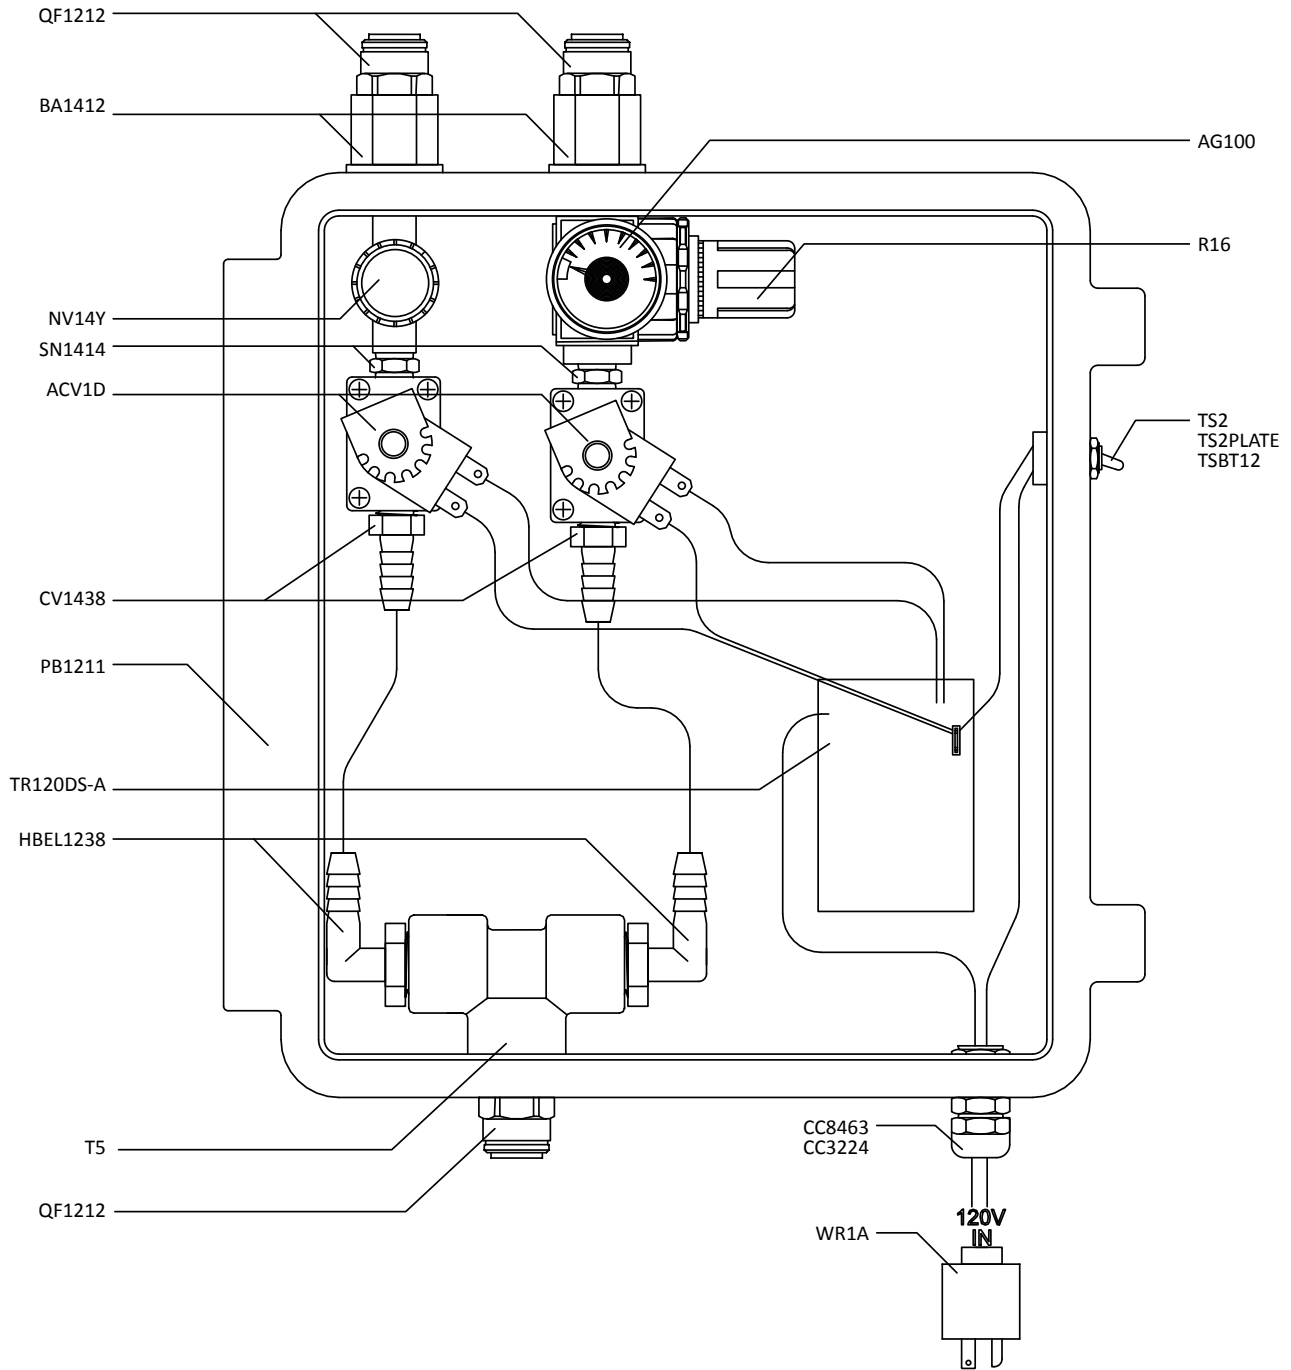 QF1212
BA1412
AG100
R16
NV14Y
SN1414
ACV1D
TS2
TS2PLATE
TSBT12
CV1438
PB1211
TR120DS-A
HBEL1238
T5
CC8463
CC3224
QF1212
120V
IN
WR1A